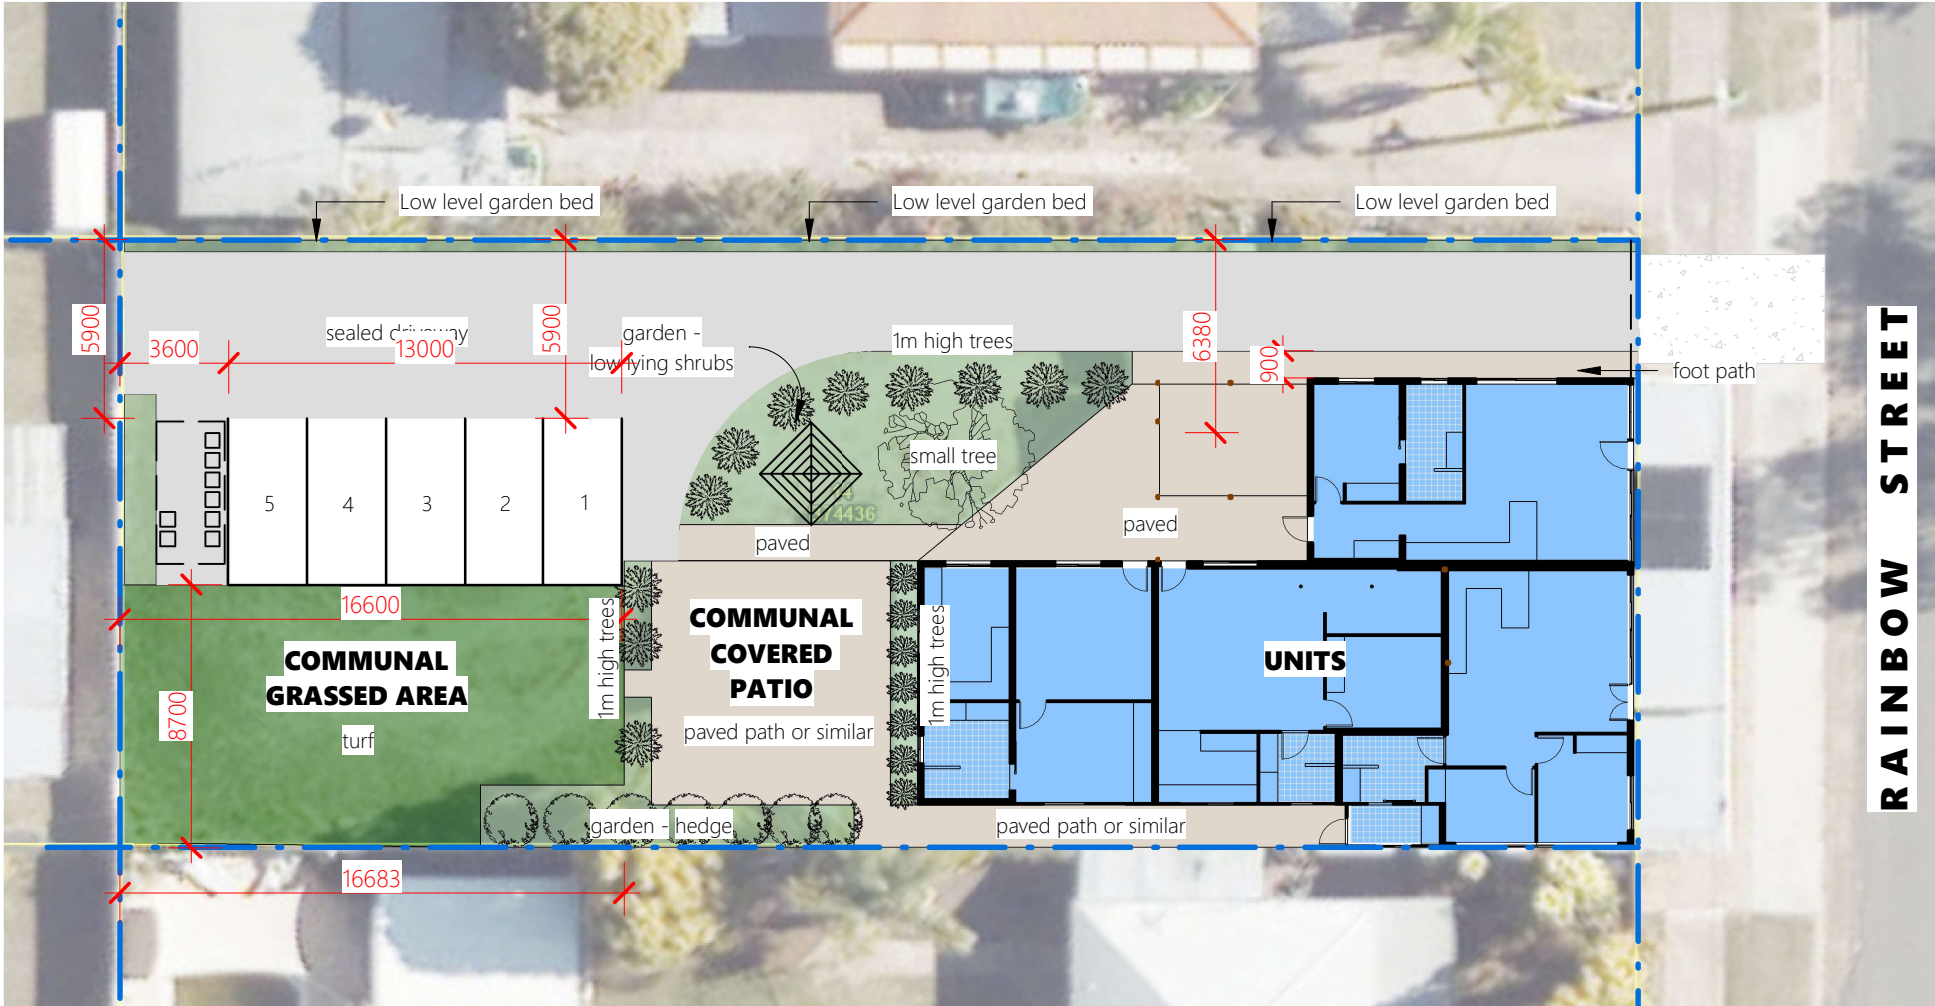 Low level garden bed
Low level garden bed
Low level garden bed
5900
3600
sealed driveway
13000
5900
garden -
low lying shrubs
1m high trees
6380
900
foot path
small tree
5
4
3
2
1
4436
paved
paved
16600
1m high trees
COMMUNAL
GRASSED AREA
turf
8700
COMMUNAL
COVERED
PATIO
paved path or similar
1m high trees
UNITS
garden - hedge
paved path or similar
16683
RAINBOW STREET